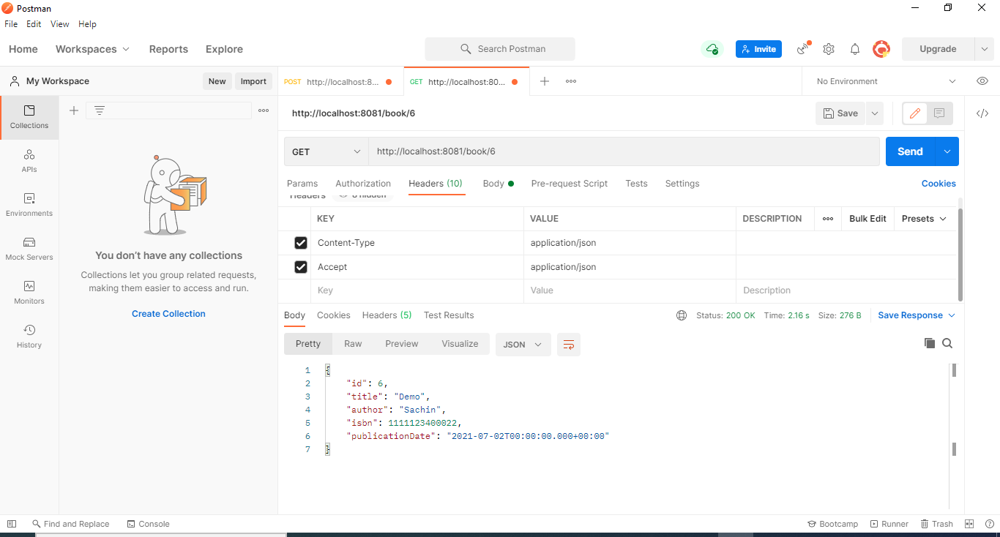 Postman
File Edit View Help
Home Workspaces Reports Explore Search Postman Invite Upgrade
My Workspace New Import
POST http://localhost:8... GET http://localhost:80... No Environment
http://localhost:8081/book/6 Save
GET http://localhost:8081/book/6 Send
Params Authorization Headers (10) Body Pre-request Script Tests Settings Cookies
Headers 8 hidden
KEY VALUE DESCRIPTION Bulk Edit Presets
Content-Type application/json
Accept application/json
Key Value Description
Collections
APIs
Environments
Mock Servers
Monitors
History
You don't have any collections
Collections let you group related requests,
making them easier to access and run.
Create Collection
Body Cookies Headers (5) Test Results Status: 200 OK Time: 2.16 s Size: 276 B Save Response
Pretty Raw Preview Visualize JSON
1 {
2 "id": 6,
3 "title": "Demo",
4 "author": "Sachin",
5 "isbn": 1111123400022,
6 "publicationDate": "2021-07-02T00:00:00.000+00:00"
7 }
Find and Replace Console Bootcamp Runner Trash